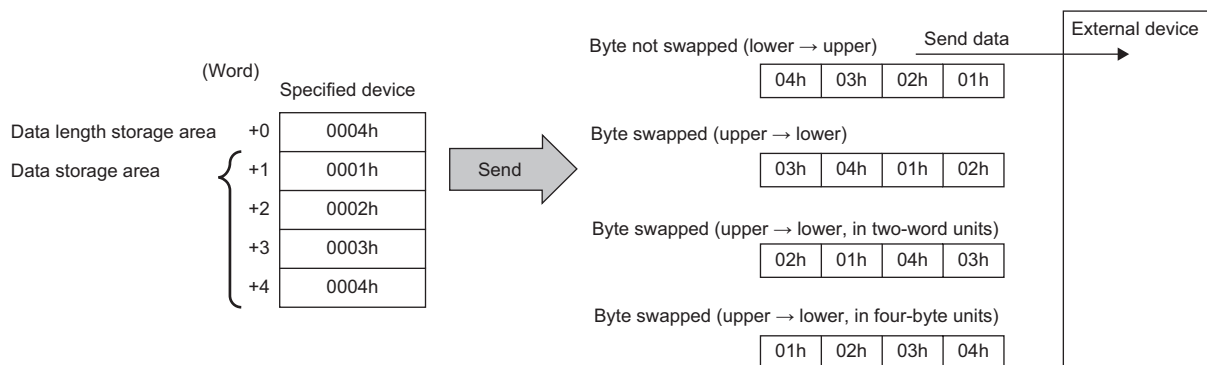 (Word)
Specified device
Data length storage area +0 0004h
Data storage area +1 0001h
+2 0002h
+3 0003h
+4 0004h
Send
Byte not swapped (lower → upper)
04h 03h 02h 01h
Send data
External device
Byte swapped (upper → lower)
03h 04h 01h 02h
Byte swapped (upper → lower, in two-word units)
02h 01h 04h 03h
Byte swapped (upper → lower, in four-byte units)
01h 02h 03h 04h